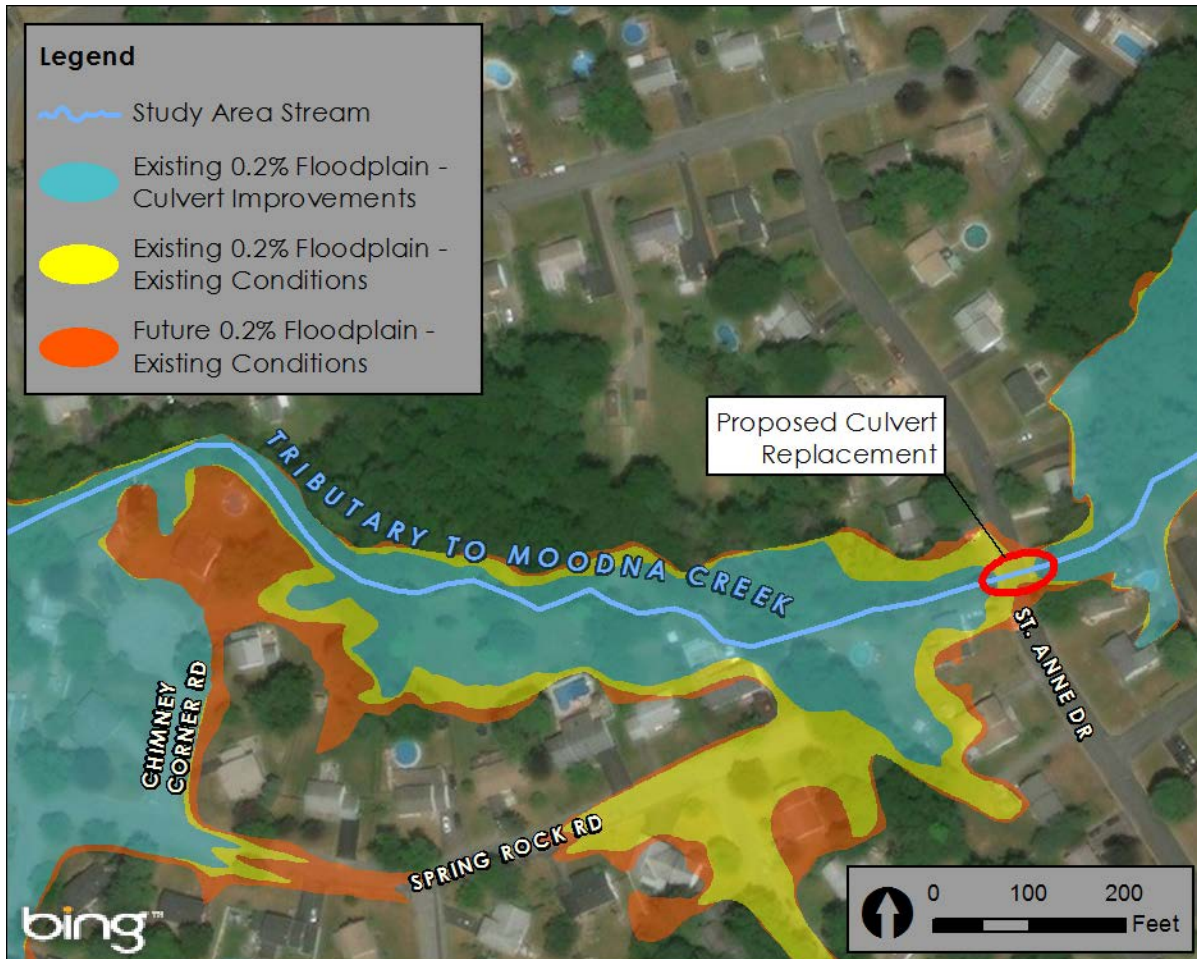 Legend
Study Area Stream
Existing 0.2% Floodplain -
Culvert Improvements
Existing 0.2% Floodplain -
Existing Conditions
Future 0.2% Floodplain -
Existing Conditions
Proposed Culvert
Replacement
TRIBUTARY TO MOODNA CREEK
ST. ANNE DR
CHIMNEY
CORNER RD
SPRING ROCK RD
bing™
0 100 200
Feet